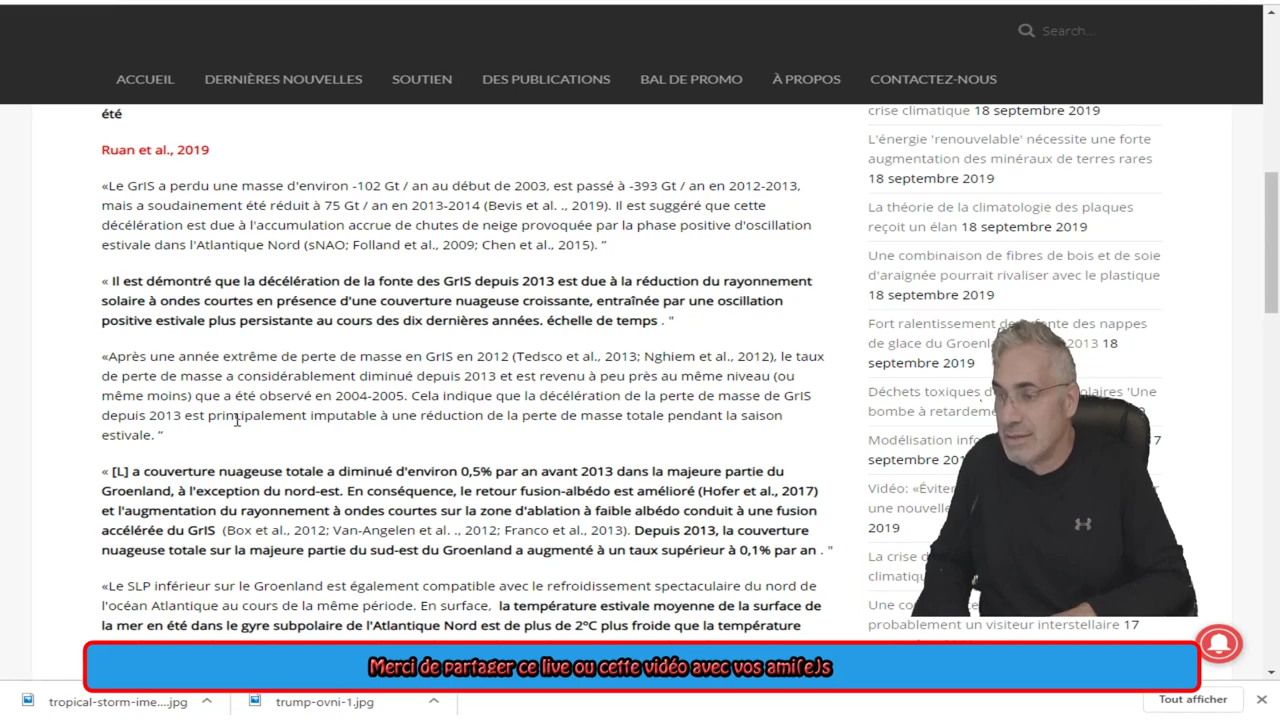 Search...
ACCUEIL DERNIÈRES NOUVELLES SOUTIEN DES PUBLICATIONS BAL DE PROMO À PROPOS CONTACTEZ-NOUS
été
Ruan et al., 2019
«Le GrIS a perdu une masse d'environ -102 Gt / an au début de 2003, est passé à -393 Gt / an en 2012-2013,
mais a soudainement été réduit à 75 Gt / an en 2013-2014 (Bevis et al. ., 2019). Il est suggéré que cette
décélération est due à l'accumulation accrue de chutes de neige provoquée par la phase positive d'oscillation
estivale dans l'Atlantique Nord (sNAO; Folland et al., 2009; Chen et al., 2015). ”
« Il est démontré que la décélération de la fonte des GrIS depuis 2013 est due à la réduction du rayonnement
solaire à ondes courtes en présence d'une couverture nuageuse croissante, entraînée par une oscillation
positive estivale plus persistante au cours des dix dernières années. échelle de temps . "
«Après une année extrême de perte de masse en GrIS en 2012 (Tedsco et al., 2013; Nghiem et al., 2012), le taux
de perte de masse a considérablement diminué depuis 2013 et est revenu à peu près au même niveau (ou
même moins) que a été observé en 2004-2005. Cela indique que la décélération de la perte de masse de GrIS
depuis 2013 est principalement imputable à une réduction de la perte de masse totale pendant la saison
estivale. ”
« [L] a couverture nuageuse totale a diminué d'environ 0,5% par an avant 2013 dans la majeure partie du
Groenland, à l'exception du nord-est. En conséquence, le retour fusion-albédo est amélioré (Hofer et al., 2017)
et l'augmentation du rayonnement à ondes courtes sur la zone d'ablation à faible albédo conduit à une fusion
accélérée du GrIS (Box et al., 2012; Van-Angelen et al. ., 2012; Franco et al., 2013). Depuis 2013, la couverture
nuageuse totale sur la majeure partie du sud-est du Groenland a augmenté à un taux supérieur à 0,1% par an . "
«Le SLP inférieur sur le Groenland est également compatible avec le refroidissement spectaculaire du nord de
l'océan Atlantique au cours de la même période. En surface, la température estivale moyenne de la surface de
la mer en été dans le gyre subpolaire de l'Atlantique Nord est de plus de 2°C plus froide que la température
crise climatique 18 septembre 2019
L'énergie 'renouvelable' nécessite une forte
augmentation des minéraux de terres rares
18 septembre 2019
La théorie de la climatologie des plaques
reçoit un élan 18 septembre 2019
Une combinaison de fibres de bois et de soie
d'araignée pourrait rivaliser avec le plastique
18 septembre 2019
Fort ralentissement de la fonte des nappes
de glace du Groenland 2013 18
septembre 2019
Déchets toxiques solaires 'Une
bombe à retardement
Modélisation 17
septembre 2019
Vidéo:
une nouvelle
2019
La crise
climatique
Une
probablement un visiteur interstellaire 17
Merci de partager ce live ou cette vidéo avec vos ami(e)s
tropical-storm-ime....jpg trump-ovni-1.jpg Tout afficher